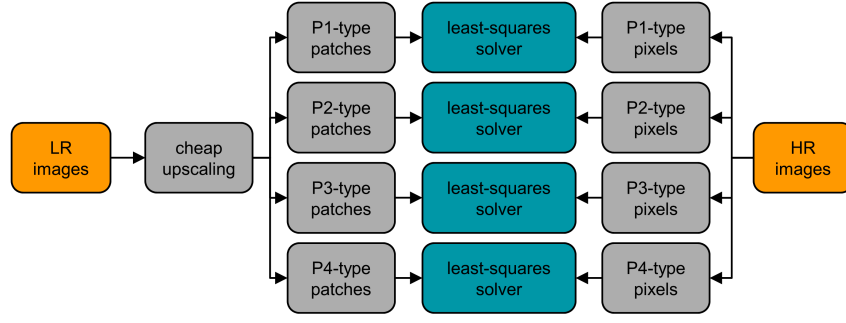 LR
images
cheap
upscaling
P1-type
patches
least-squares
solver
P1-type
pixels
P2-type
patches
least-squares
solver
P2-type
pixels
P3-type
patches
least-squares
solver
P3-type
pixels
P4-type
patches
least-squares
solver
P4-type
pixels
HR
images